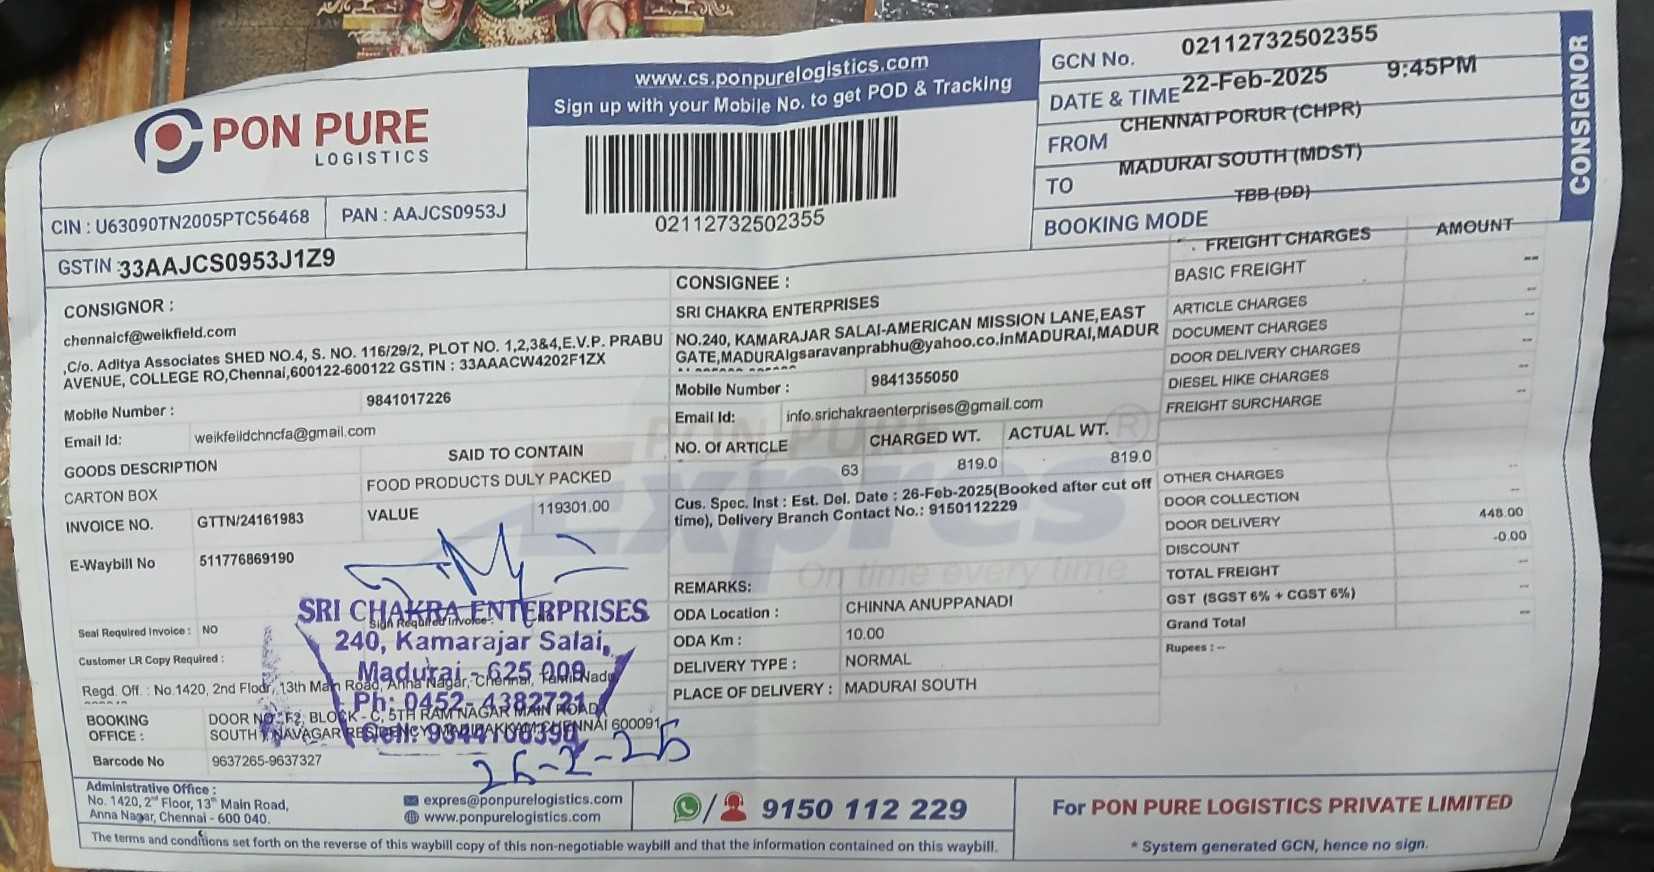 PON PURE
LOGISTICS
CIN : U63090TN2005PTC56468
PAN : AAJCS0953J
GSTIN : 33AAJCS0953J1Z9
www.cs.ponpurelogistics.com
Sign up with your Mobile No. to get POD & Tracking
02112732502355
GCN No. 02112732502355
DATE & TIME 22-Feb-2025 9:45PM
FROM CHENNAI PORUR (CHPR)
TO MADURAI SOUTH (MDST)
BOOKING MODE TBB (DD)
CONSIGNOR
CONSIGNOR :
chennaicf@weikfield.com
,C/o. Aditya Associates SHED NO.4, S. NO. 116/29/2, PLOT NO. 1,2,3&4,E.V.P. PRABU
AVENUE, COLLEGE RO,Chennai,600122-600122 GSTIN : 33AAACW4202F1ZX
Mobile Number : 9841017226
Email Id: weikfeildchncfa@gmail.com
GOODS DESCRIPTION SAID TO CONTAIN
CARTON BOX FOOD PRODUCTS DULY PACKED
INVOICE NO. GTTN/24161983 VALUE 119301.00
E-Waybill No 511776869190
Seal Required Invoice : NO
Sign Required Invoice :
Customer LR Copy Required :
CONSIGNEE :
SRI CHAKRA ENTERPRISES
NO.240, KAMARAJAR SALAI-AMERICAN MISSION LANE,EAST
GATE,MADURAIgsaravanprabhu@yahoo.co.inMADURAI,MADUR
Mobile Number : 9841355050
Email Id: info.srichakraenterprises@gmail.com
NO. Of ARTICLE CHARGED WT. ACTUAL WT.
63 819.0 819.0
Cus. Spec. Inst : Est. Del. Date : 26-Feb-2025(Booked after cut off
time), Delivery Branch Contact No.: 9150112229
PON PURE
Expres
On time every time
REMARKS:
ODA Location : CHINNA ANUPPANADI
ODA Km : 10.00
DELIVERY TYPE : NORMAL
PLACE OF DELIVERY : MADURAI SOUTH
FREIGHT CHARGES AMOUNT
BASIC FREIGHT --
ARTICLE CHARGES --
DOCUMENT CHARGES --
DOOR DELIVERY CHARGES --
DIESEL HIKE CHARGES --
FREIGHT SURCHARGE --
OTHER CHARGES --
DOOR COLLECTION --
DOOR DELIVERY 448.00
DISCOUNT -0.00
TOTAL FREIGHT --
GST (SGST 6% + CGST 6%) --
Grand Total --
Rupees : --
SRI CHAKRA ENTERPRISES
240, Kamarajar Salai,
Madurai - 625 009
Ph: 0452- 4382721
Cell: 9344106390
26-2-25
Regd. Off. : No.1420, 2nd Floor, 13th Main Road, Anna Nagar, Chennai, Tamil Nadu
BOOKING OFFICE : DOOR NO: F2, BLOCK - C, 5TH RAM NAGAR MAIN ROAD
SOUTH CHENNAI 600091
Barcode No 9637265-9637327
Administrative Office :
No. 1420, 2nd Floor, 13th Main Road,
Anna Nagar, Chennai - 600 040.
expres@ponpurelogistics.com
www.ponpurelogistics.com
9150 112 229
For PON PURE LOGISTICS PRIVATE LIMITED
* System generated GCN, hence no sign.
The terms and conditions set forth on the reverse of this waybill copy of this non-negotiable waybill and that the information contained on this waybill.